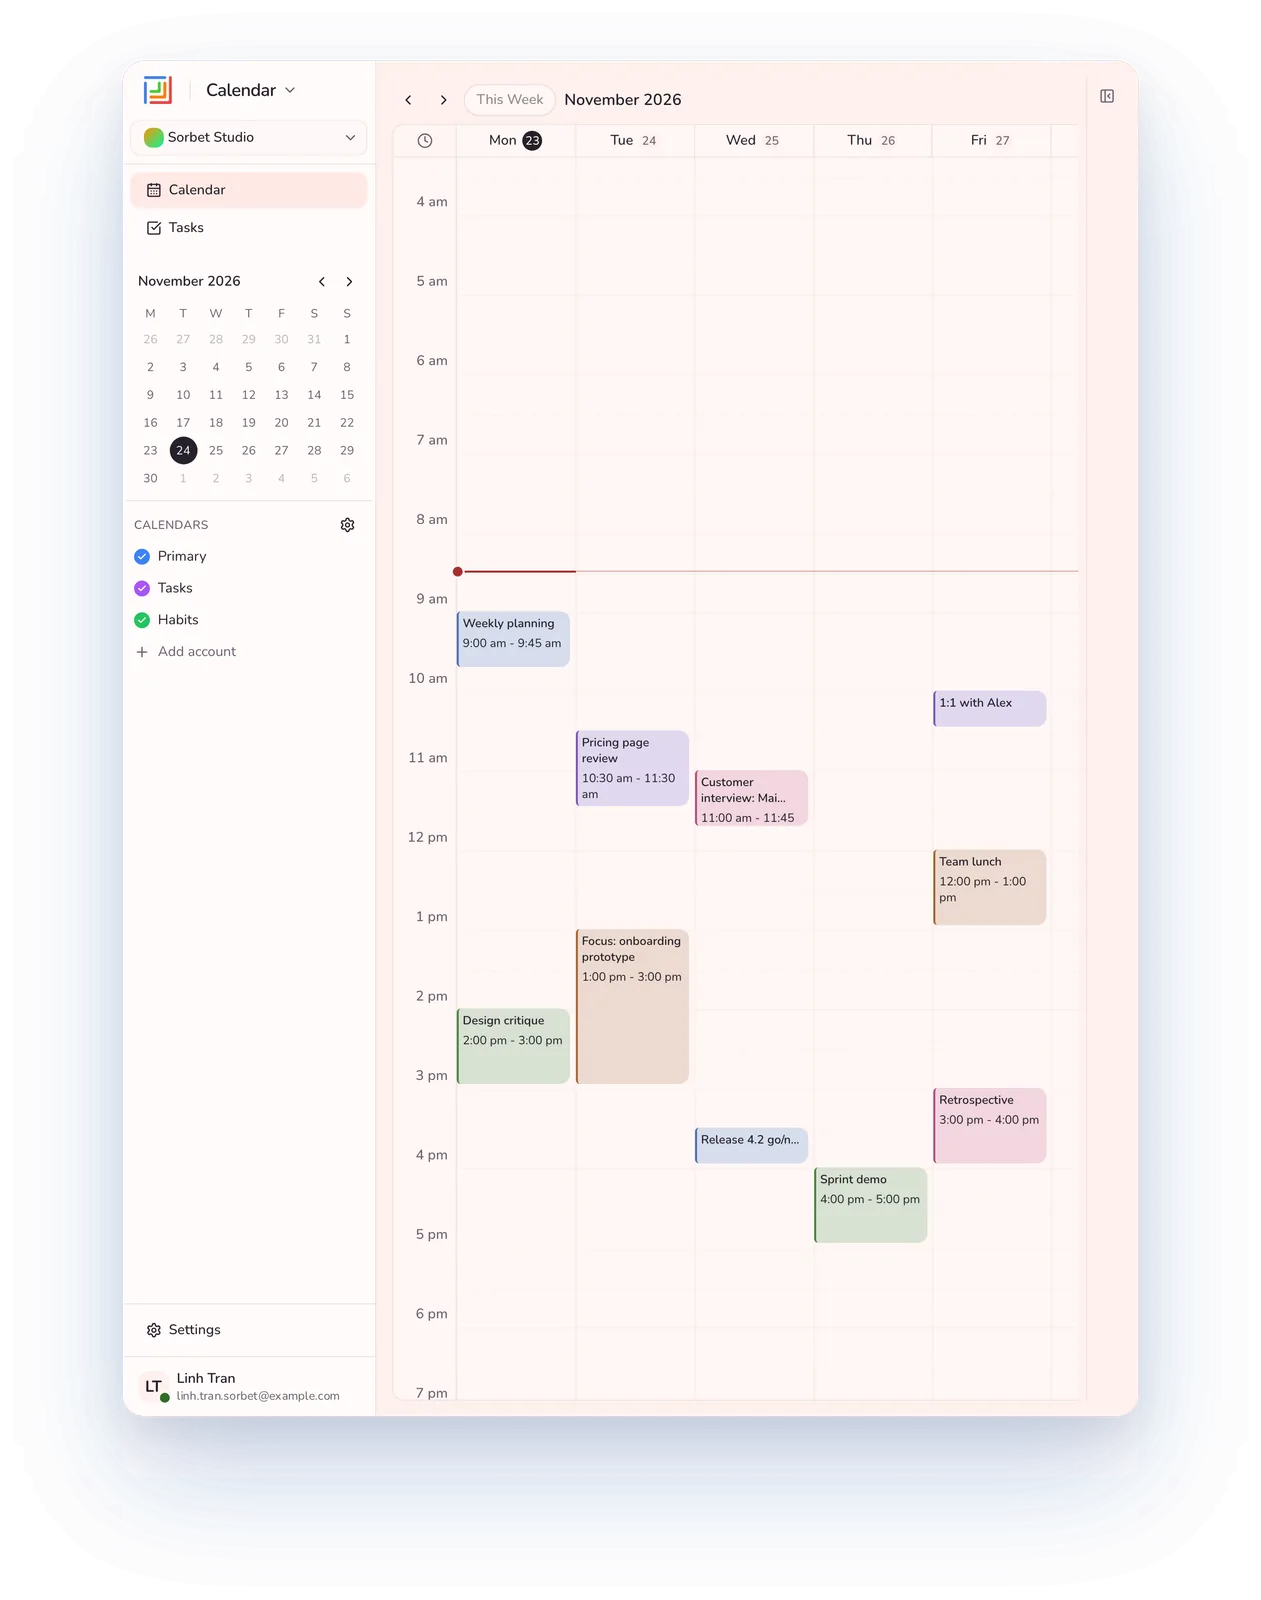 Calendar
Sorbet Studio
Calendar
Tasks
November 2026
M T W T F S S
26 27 28 29 30 31 1
2 3 4 5 6 7 8
9 10 11 12 13 14 15
16 17 18 19 20 21 22
23 24 25 26 27 28 29
30 1 2 3 4 5 6
CALENDARS
Primary
Tasks
Habits
Add account
Settings
LT
Linh Tran
linh.tran.sorbet@example.com
This Week November 2026
Mon 23 Tue 24 Wed 25 Thu 26 Fri 27
4 am
5 am
6 am
7 am
8 am
9 am
10 am
11 am
12 pm
1 pm
2 pm
3 pm
4 pm
5 pm
6 pm
7 pm
Weekly planning
9:00 am - 9:45 am
Design critique
2:00 pm - 3:00 pm
Pricing page
review
10:30 am - 11:30
am
Focus: onboarding
prototype
1:00 pm - 3:00 pm
Customer
interview: Mai...
11:00 am - 11:45
Release 4.2 go/n...
Sprint demo
4:00 pm - 5:00 pm
1:1 with Alex
Team lunch
12:00 pm - 1:00
pm
Retrospective
3:00 pm - 4:00 pm